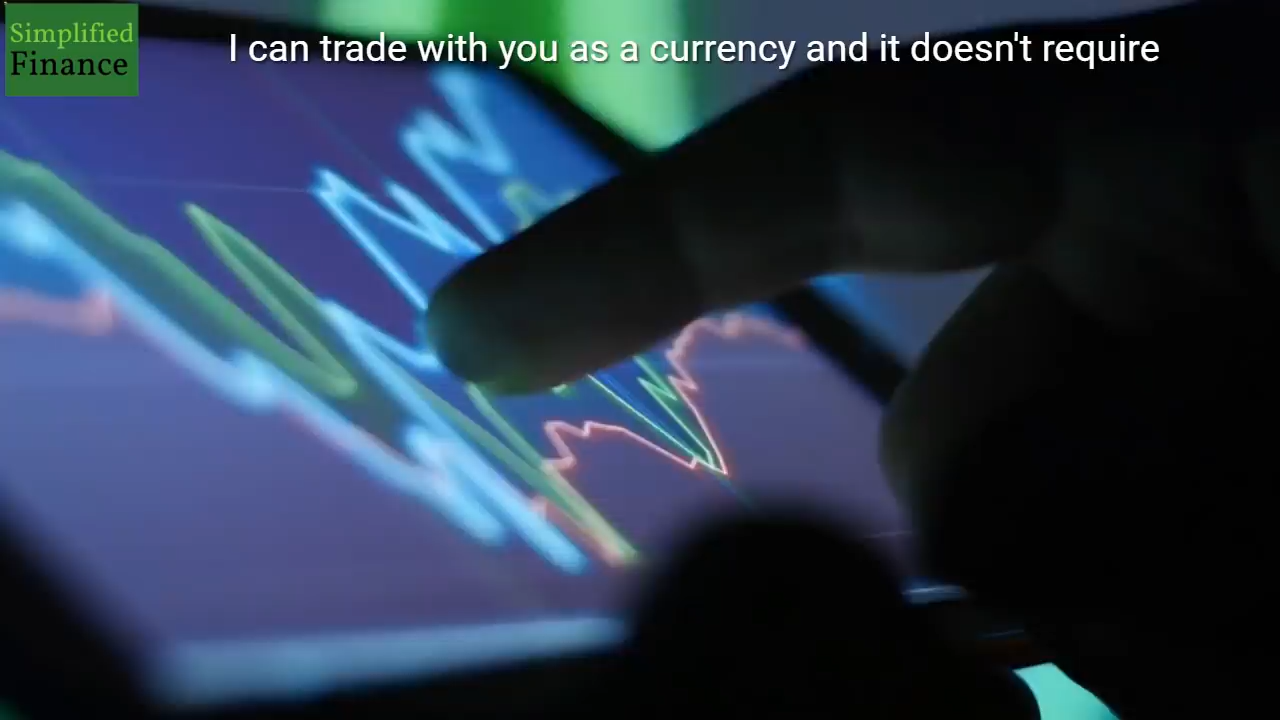 Simplified
Finance
I can trade with you as a currency and it doesn't require